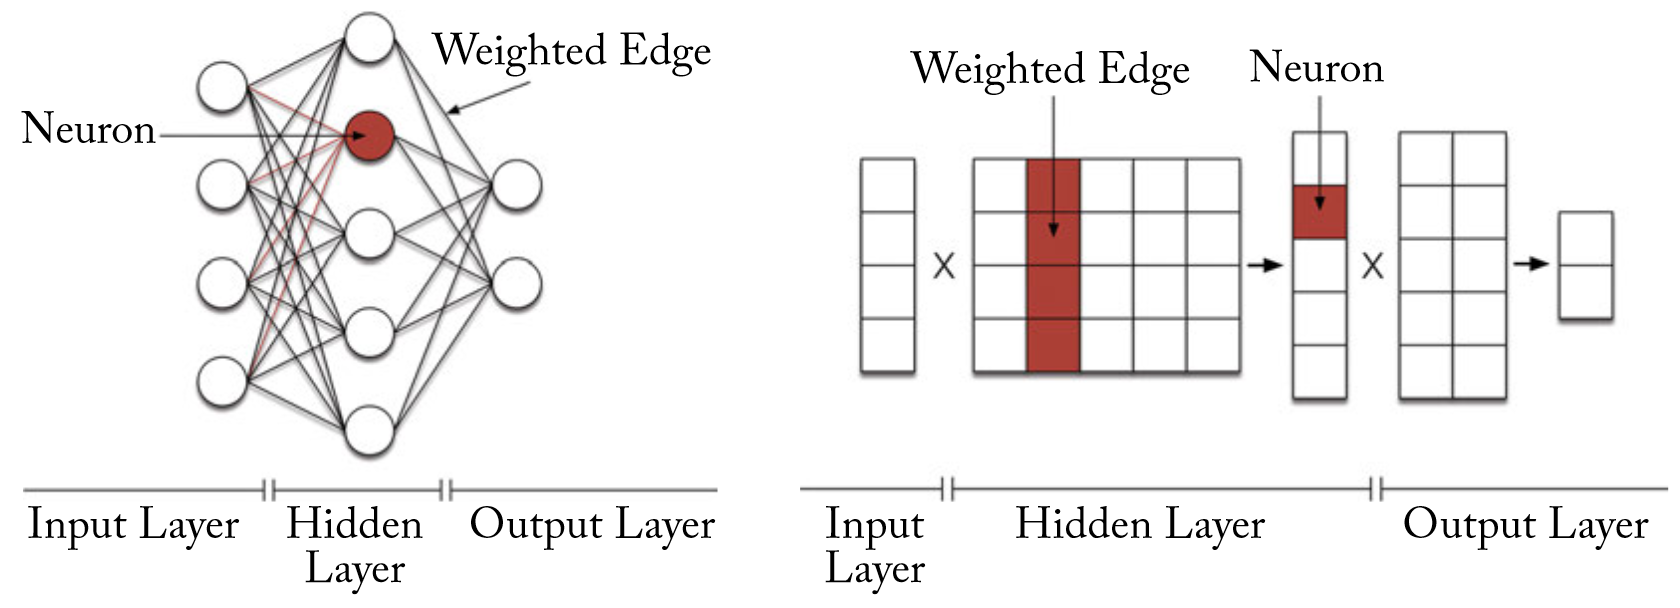 Weighted Edge
Neuron
Input Layer
Hidden
Layer
Output Layer
Weighted Edge
Neuron
X
X
Input
Layer
Hidden Layer
Output Layer